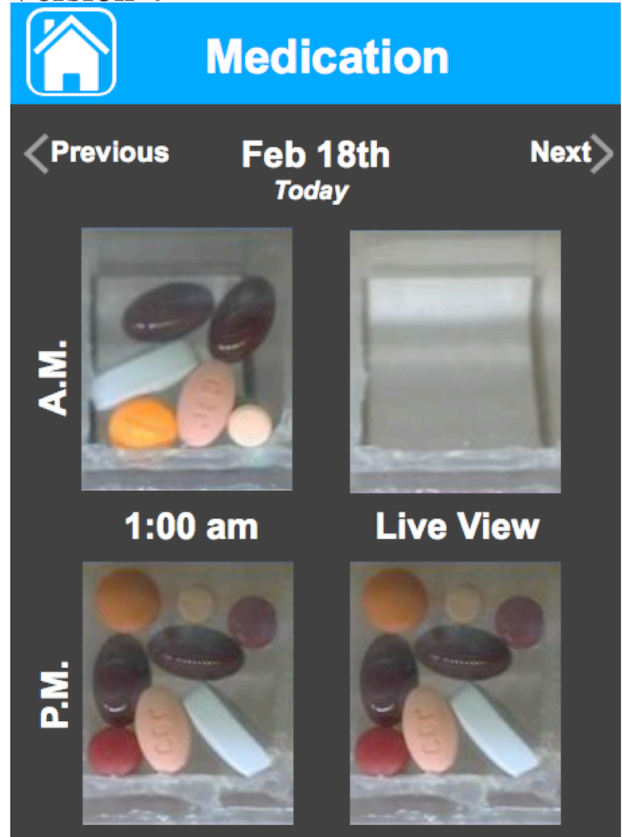 Medication
Previous Feb 18th Next
Today
A.M.
1:00 am Live View
P.M.